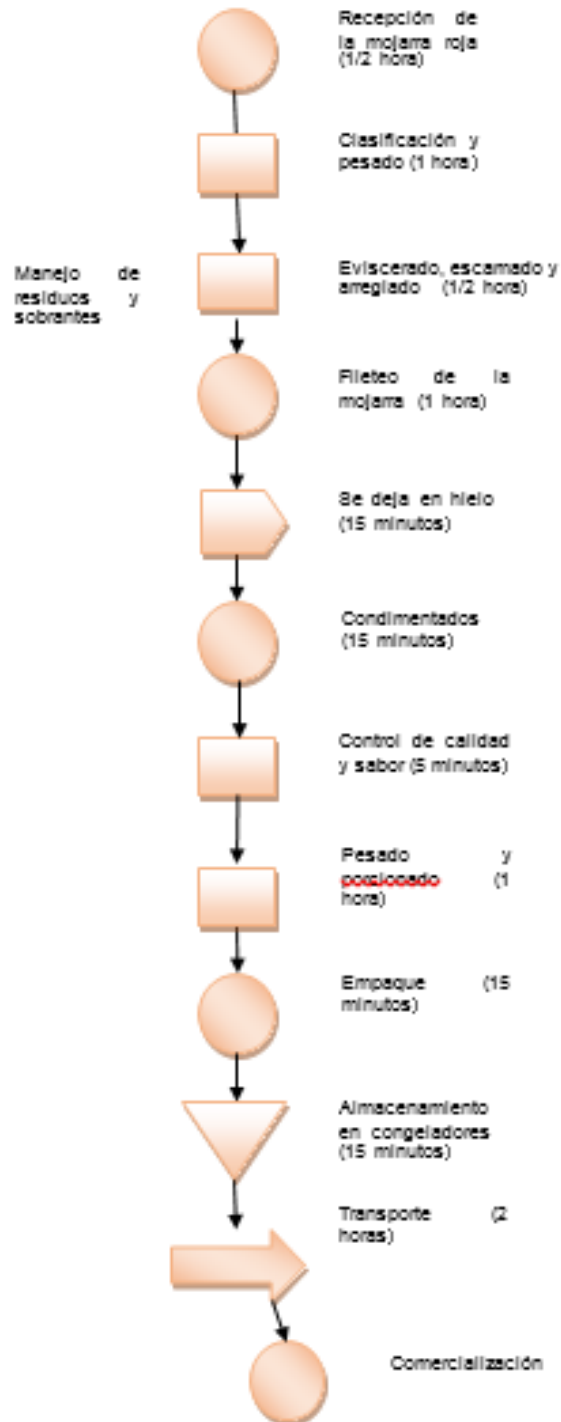 Recepción de
la mojarra roja
(1/2 hora)
Clasificación y
pesado (1 hora)
Manejo de
residuos y
sobrantes
Eviscerado, escamado y
arreglado (1/2 hora)
Fileteo de la
mojarra (1 hora)
Se deja en hielo
(15 minutos)
Condimentados
(15 minutos)
Control de calidad
y sabor (5 minutos)
Pesado y
porcionado (1
hora)
Empaque (15
minutos)
Almacenamiento
en congeladores
(15 minutos)
Transporte (2
horas)
Comercialización